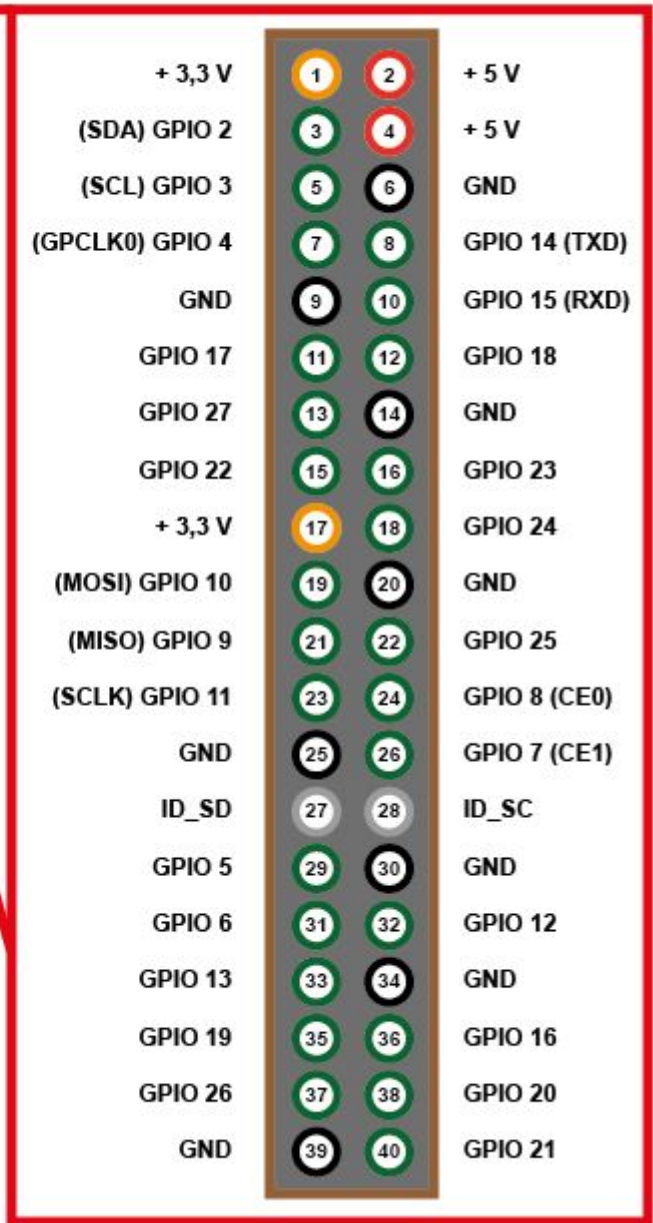 + 3,3 V 1 2 + 5 V
(SDA) GPIO 2 3 4 + 5 V
(SCL) GPIO 3 5 6 GND
(GPCLK0) GPIO 4 7 8 GPIO 14 (TXD)
GND 9 10 GPIO 15 (RXD)
GPIO 17 11 12 GPIO 18
GPIO 27 13 14 GND
GPIO 22 15 16 GPIO 23
+ 3,3 V 17 18 GPIO 24
(MOSI) GPIO 10 19 20 GND
(MISO) GPIO 9 21 22 GPIO 25
(SCLK) GPIO 11 23 24 GPIO 8 (CE0)
GND 25 26 GPIO 7 (CE1)
ID_SD 27 28 ID_SC
GPIO 5 29 30 GND
GPIO 6 31 32 GPIO 12
GPIO 13 33 34 GND
GPIO 19 35 36 GPIO 16
GPIO 26 37 38 GPIO 20
GND 39 40 GPIO 21